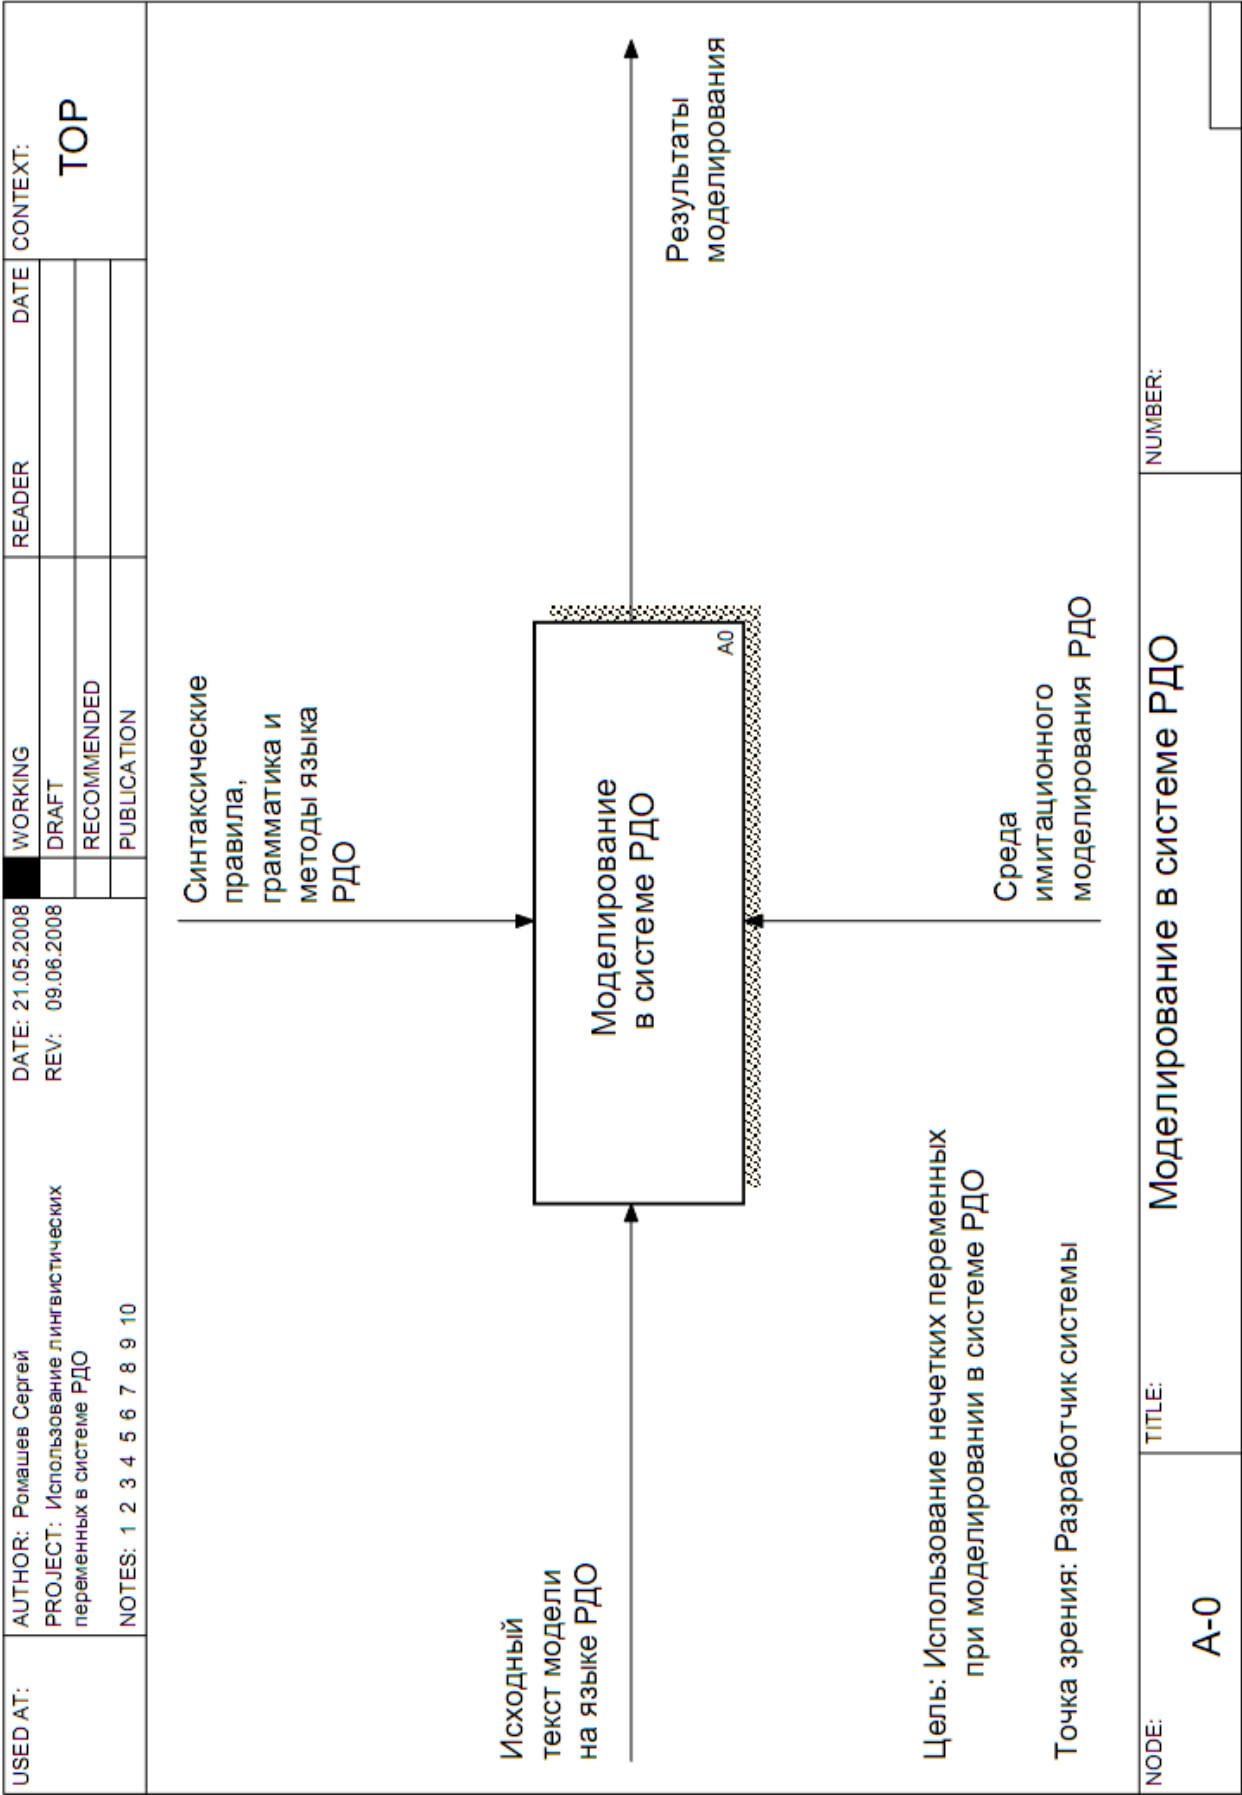 USED AT:
AUTHOR: Ромашев Сергей
DATE: 21.05.2008
PROJECT: Использование лингвистических
переменных в системе РДО
REV: 09.06.2008
NOTES: 1 2 3 4 5 6 7 8 9 10
WORKING
DRAFT
RECOMMENDED
PUBLICATION
READER
DATE
CONTEXT:
TOP
Синтаксические
правила,
грамматика и
методы языка
РДО
Исходный
текст модели
на языке РДО
Моделирование
в системе РДО
A0
Результаты
моделирования
Среда
имитационного
моделирования РДО
Цель: Использование нечетких переменных
при моделировании в системе РДО
Точка зрения: Разработчик системы
NODE:
A-0
TITLE:
Моделирование в системе РДО
NUMBER: